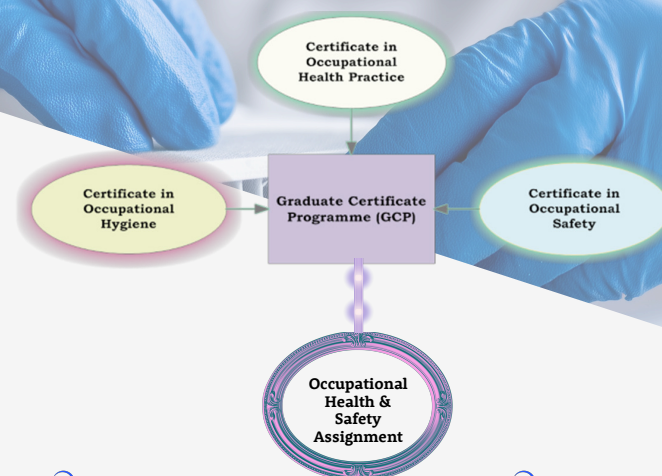 Certificate in
Occupational
Health Practice
Certificate in
Occupational
Hygiene
Graduate Certificate
Programme (GCP)
Certificate in
Occupational
Safety
Occupational
Health &
Safety
Assignment